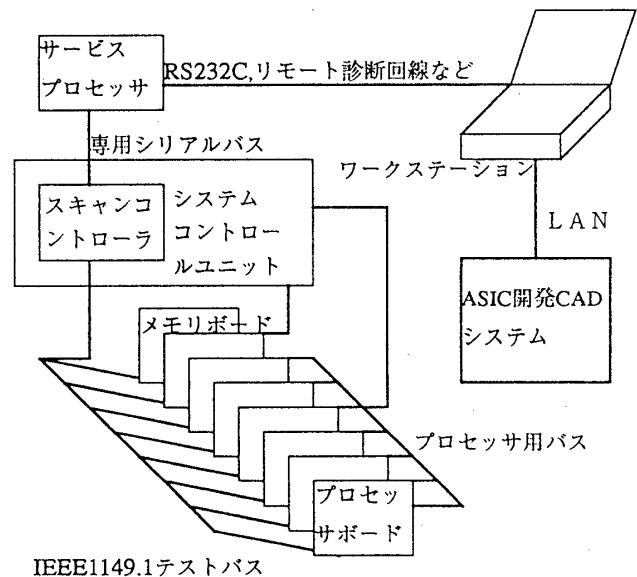 サービス
プロセッサ
RS232C,リモート診断回線など
専用シリアルバス
ワークステーション
スキャンコ
ントローラ
システム
コントロー
ルユニット
LAN
ASIC開発CAD
システム
メモリボード
プロセッサ用バス
プロセッ
サボード
IEEE1149.1テストバス